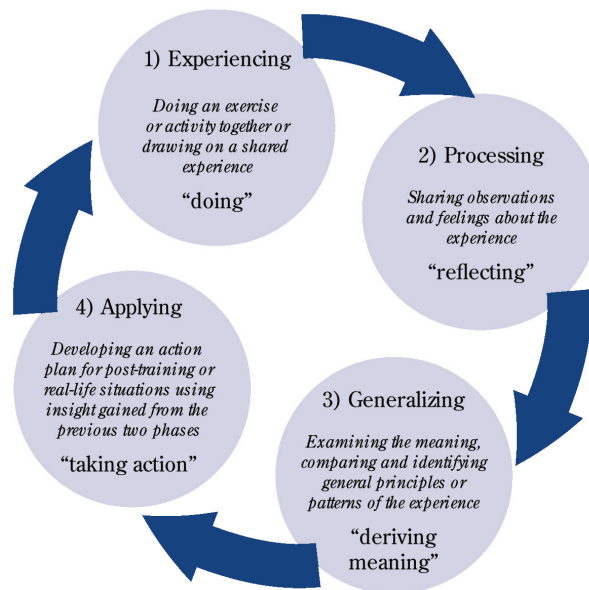 1) Experiencing
Doing an exercise
or activity together or
drawing on a shared
experience
“doing”
2) Processing
Sharing observations
and feelings about the
experience
“reflecting”
3) Generalizing
Examining the meaning,
comparing and identifying
general principles or
patterns of the experience
“deriving
meaning”
4) Applying
Developing an action
plan for post-training or
real-life situations using
insight gained from the
previous two phases
“taking action”